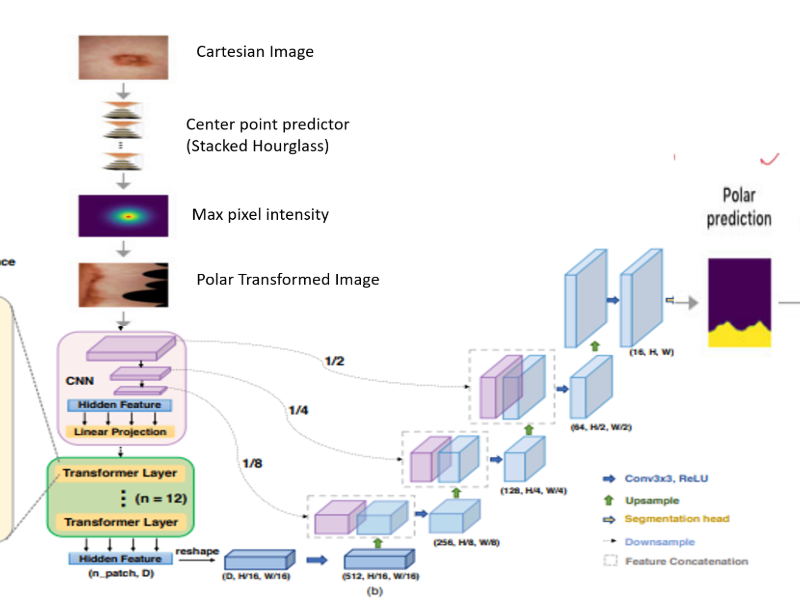 Cartesian Image
Center point predictor
(Stacked Hourglass)
Max pixel intensity
Polar Transformed Image
ce
CNN
Hidden Feature
Linear Projection
Transformer Layer
(n = 12)
Transformer Layer
Hidden Feature
(n_patch, D)
reshape
(D, H/16, W/16)
(512, H/16, W/16)
(b)
1/2
1/4
1/8
(256, H/8, W/8)
(128, H/4, W/4)
(64, H/2, W/2)
(16, H, W)
Polar
prediction
Conv3x3, ReLU
Upsample
Segmentation head
Downsample
Feature Concatenation